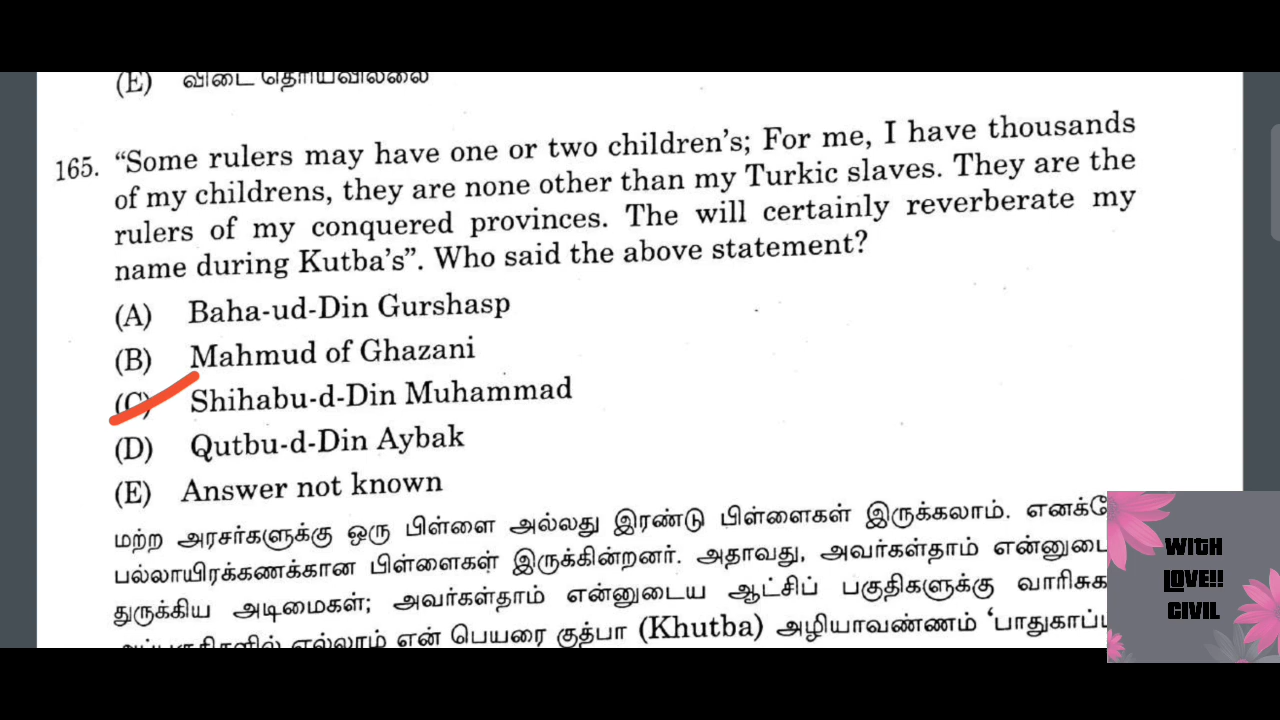 (E) விடை தெரியவில்லை
165. “Some rulers may have one or two children’s; For me, I have thousands
of my childrens, they are none other than my Turkic slaves. They are the
rulers of my conquered provinces. The will certainly reverberate my
name during Kutba’s”. Who said the above statement?
(A) Baha-ud-Din Gurshasp
(B) Mahmud of Ghazani
(C) Shihabu-d-Din Muhammad
(D) Qutbu-d-Din Aybak
(E) Answer not known
மற்ற அரசர்களுக்கு ஒரு பிள்ளை அல்லது இரண்டு பிள்ளைகள் இருக்கலாம்.
பல்லாயிரக்கணக்கான பிள்ளைகள் இருக்கின்றனர். அதாவது, அவர்கள்தாம்
துருக்கிய அடிமைகள்; அவர்கள்தாம் என்னுடைய ஆட்சிப் பகுதிகளுக்கு
எல்லாம் என் பெயரை குத்பா (Khutba) அழியாவண்ணம்
WITH
LOVE!!
CIVIL